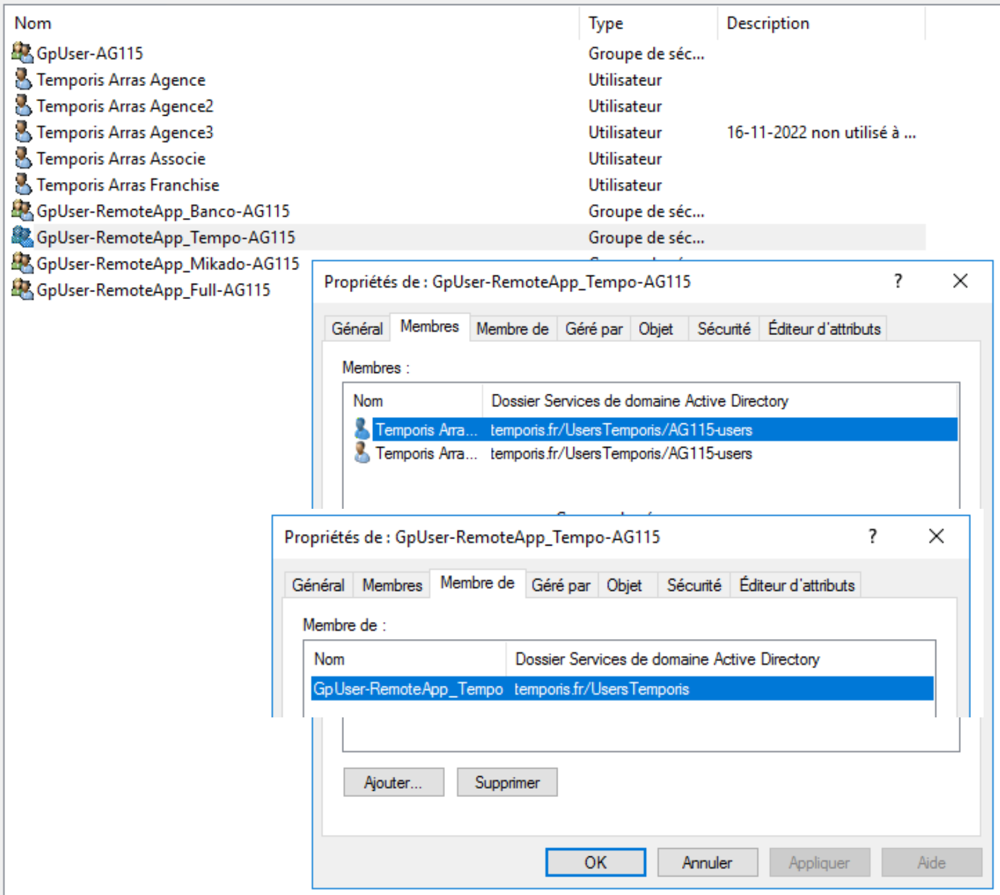 Nom Type Description
GpUser-AG115 Groupe de séc...
Temporis Arras Agence Utilisateur
Temporis Arras Agence2 Utilisateur
Temporis Arras Agence3 Utilisateur 16-11-2022 non utilisé à ...
Temporis Arras Associe Utilisateur
Temporis Arras Franchise Utilisateur
GpUser-RemoteApp_Banco-AG115 Groupe de séc...
GpUser-RemoteApp_Tempo-AG115 Groupe de séc...
GpUser-RemoteApp_Mikado-AG115
GpUser-RemoteApp_Full-AG115
Propriétés de : GpUser-RemoteApp_Tempo-AG115 ?
Général Membres Membre de Géré par Objet Sécurité Éditeur d'attributs
Membres :
Nom Dossier Services de domaine Active Directory
Temporis Arra... temporis.fr/UsersTemporis/AG115-users
Temporis Arra... temporis.fr/UsersTemporis/AG115-users
Propriétés de : GpUser-RemoteApp_Tempo-AG115 ?
Général Membres Membre de Géré par Objet Sécurité Éditeur d'attributs
Membre de :
Nom Dossier Services de domaine Active Directory
GpUser-RemoteApp_Tempo temporis.fr/UsersTemporis
Ajouter... Supprimer
OK Annuler Appliquer Aide